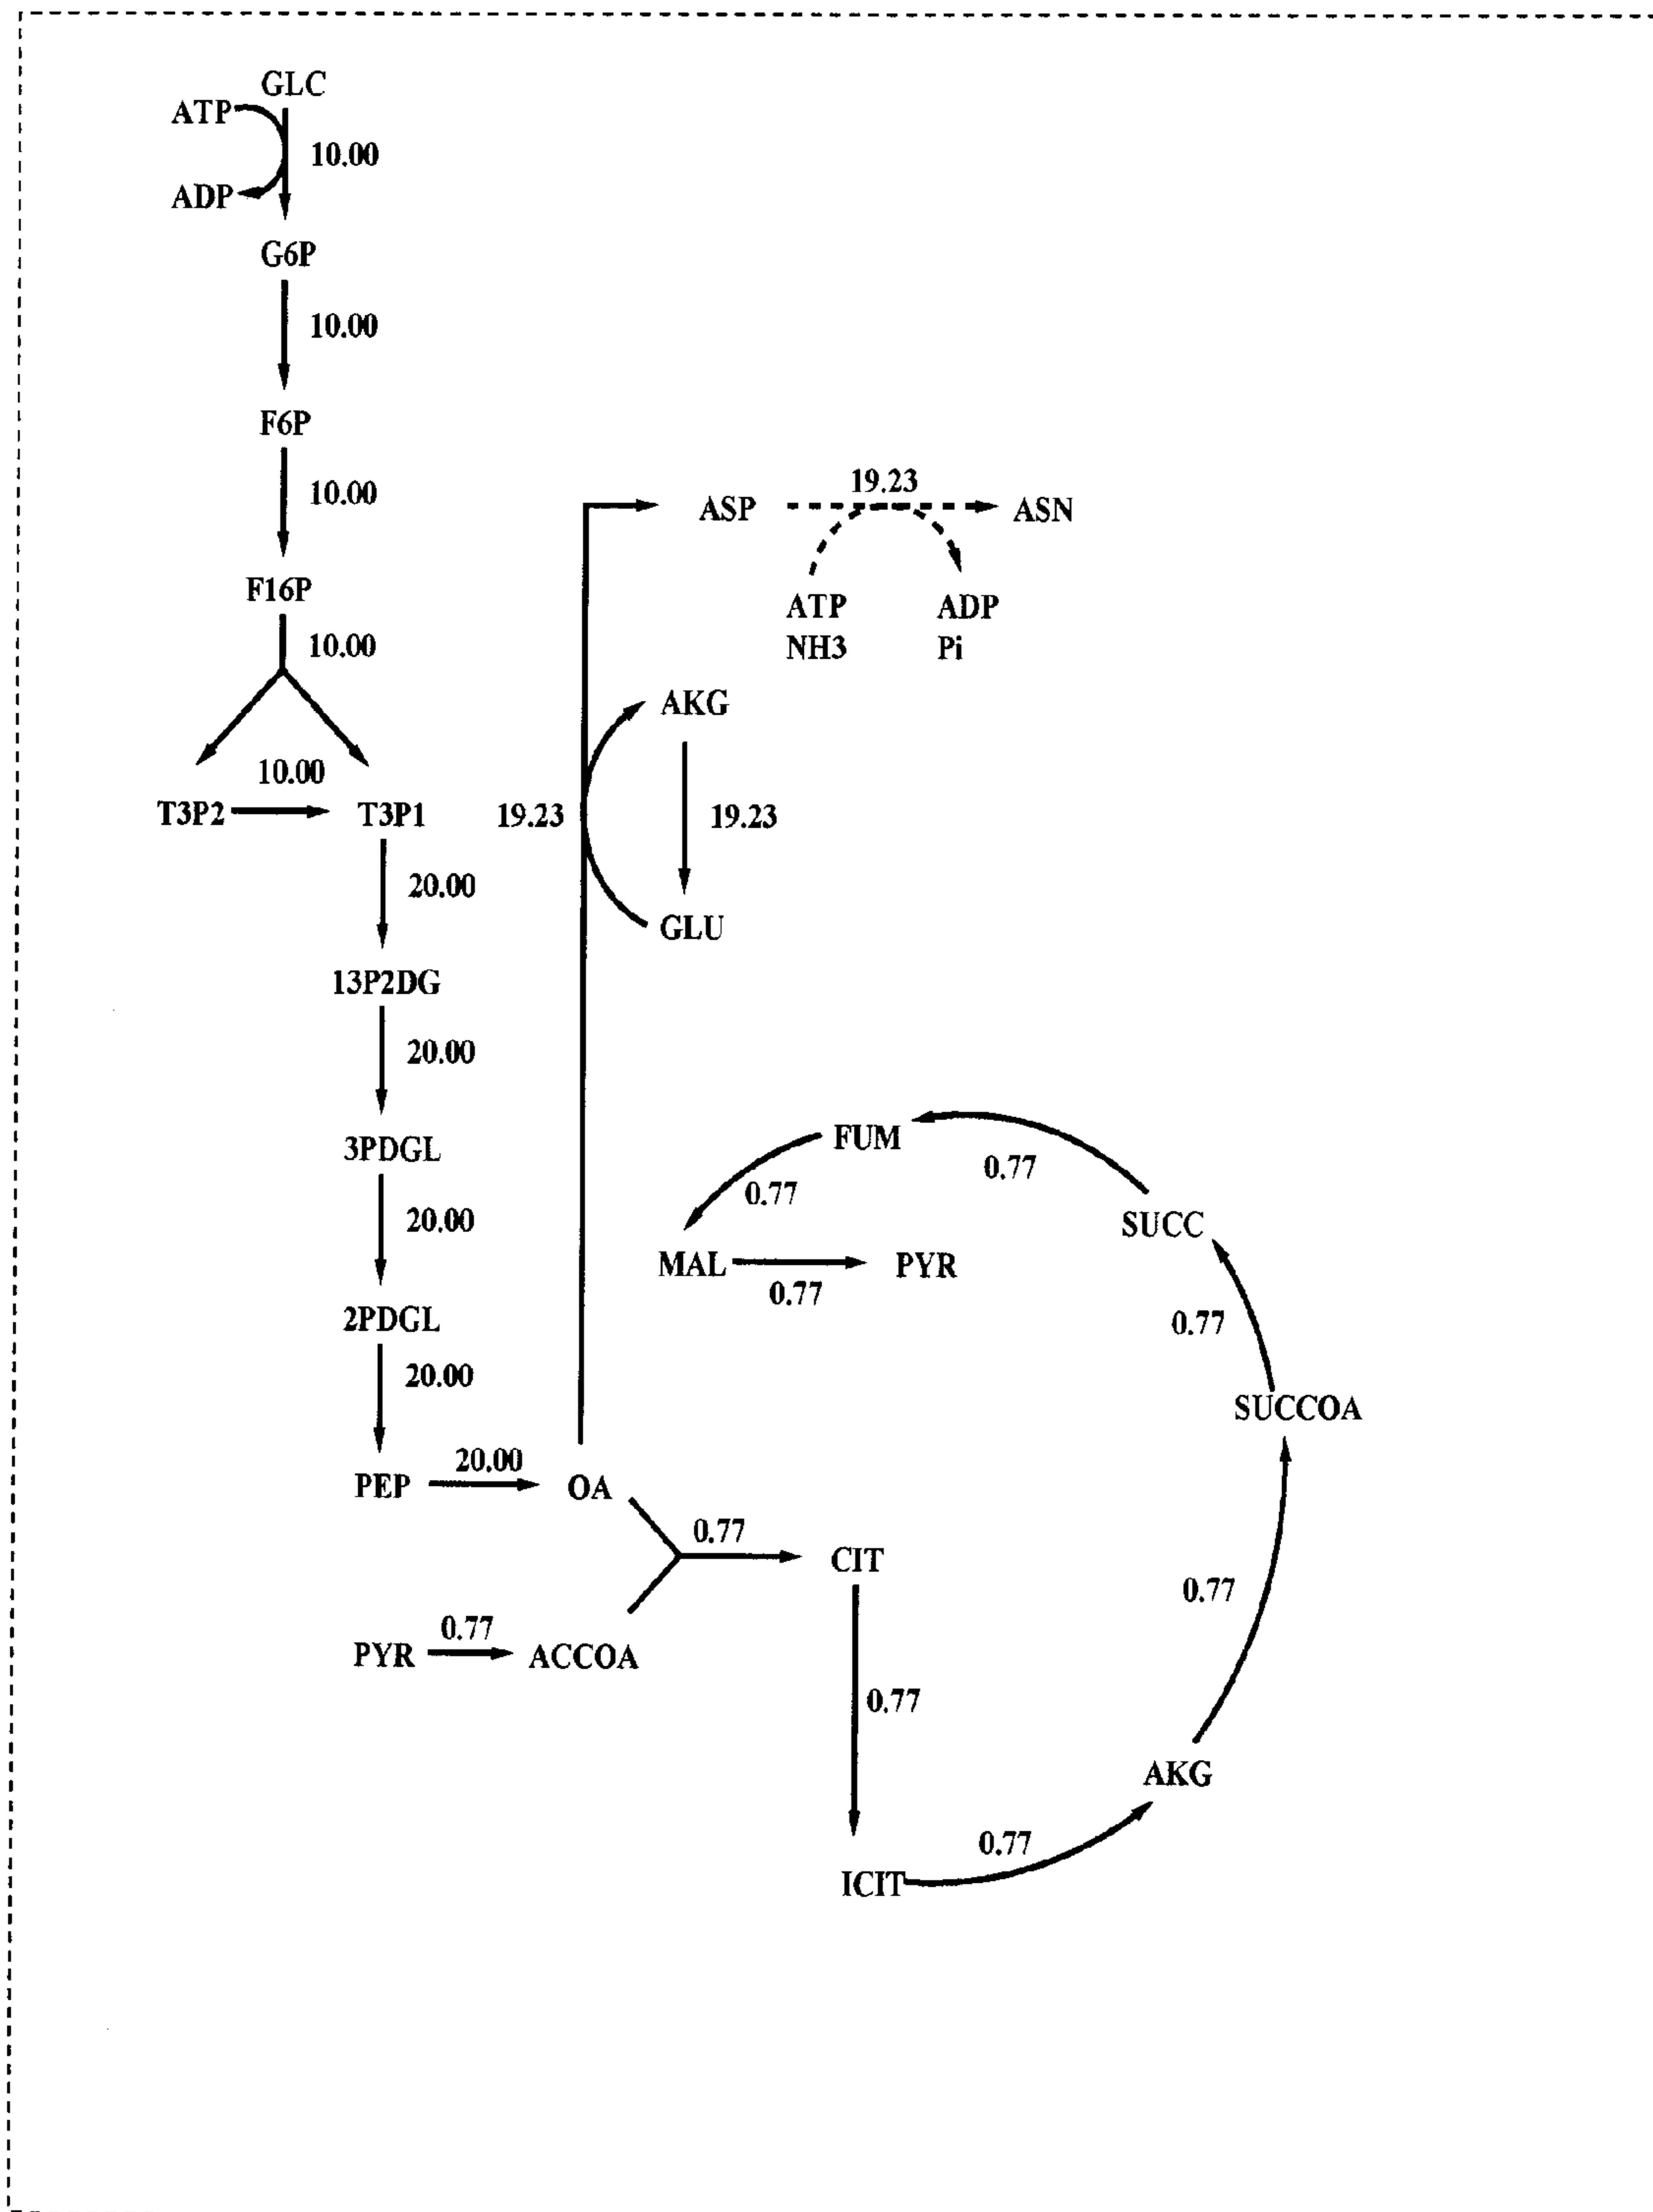 GLC
ATP
10.00
ADP
G6P
10.00
F6P
10.00
19.23
ASP
ASN
F16P
ATP
ADP
10.00
NH3
Pi
AKG
10.00
T3P2
T3P1
19.23
19.23
20.00
GLU
13P2DG
20.00
3PDGL
FUM
0.77
0.77
20.00
SUCC
MAL
PYR
0.77
2PDGL
0.77
20.00
SUCCOA
20.00
PEP
OA
0.77
CIT
0.77
0.77
PYR
ACCOA
0.77
AKG
0.77
ICIT